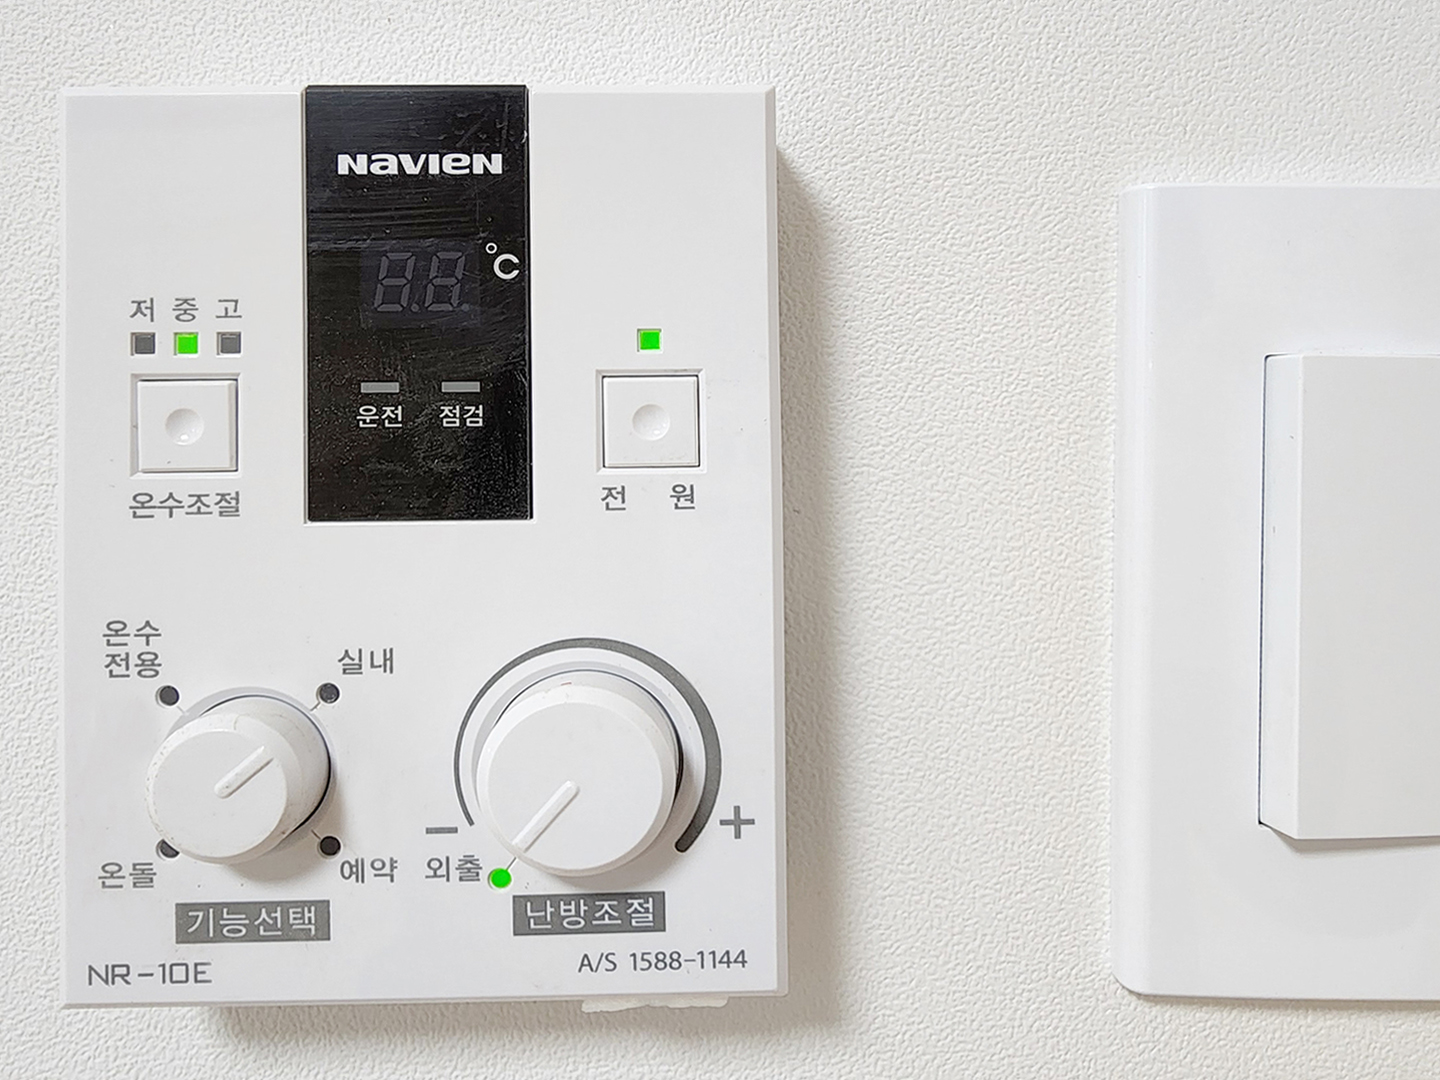 NAVIEN
°C
저 중 고
운전 점검
온수조절
전 원
온수
전용
실내
온돌
예약
기능선택
−
+
외출
난방조절
NR-10E
A/S 1588-1144